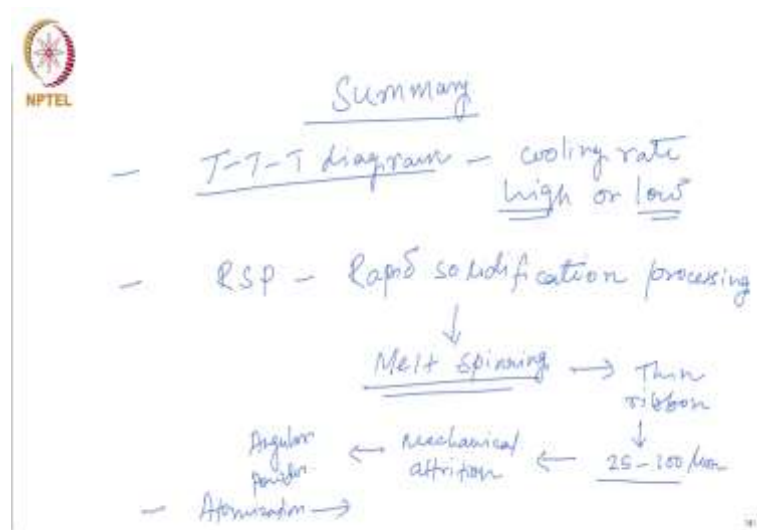 NPTEL
Summary
- T-T-T diagram - cooling rate
high or low
- RSP - Rapid solidification processing
↓
Melt spinning → Thin
ribbon
↓
Angular
powder ← Mechanical
attrition ← 25-100 μm
- Atomization →